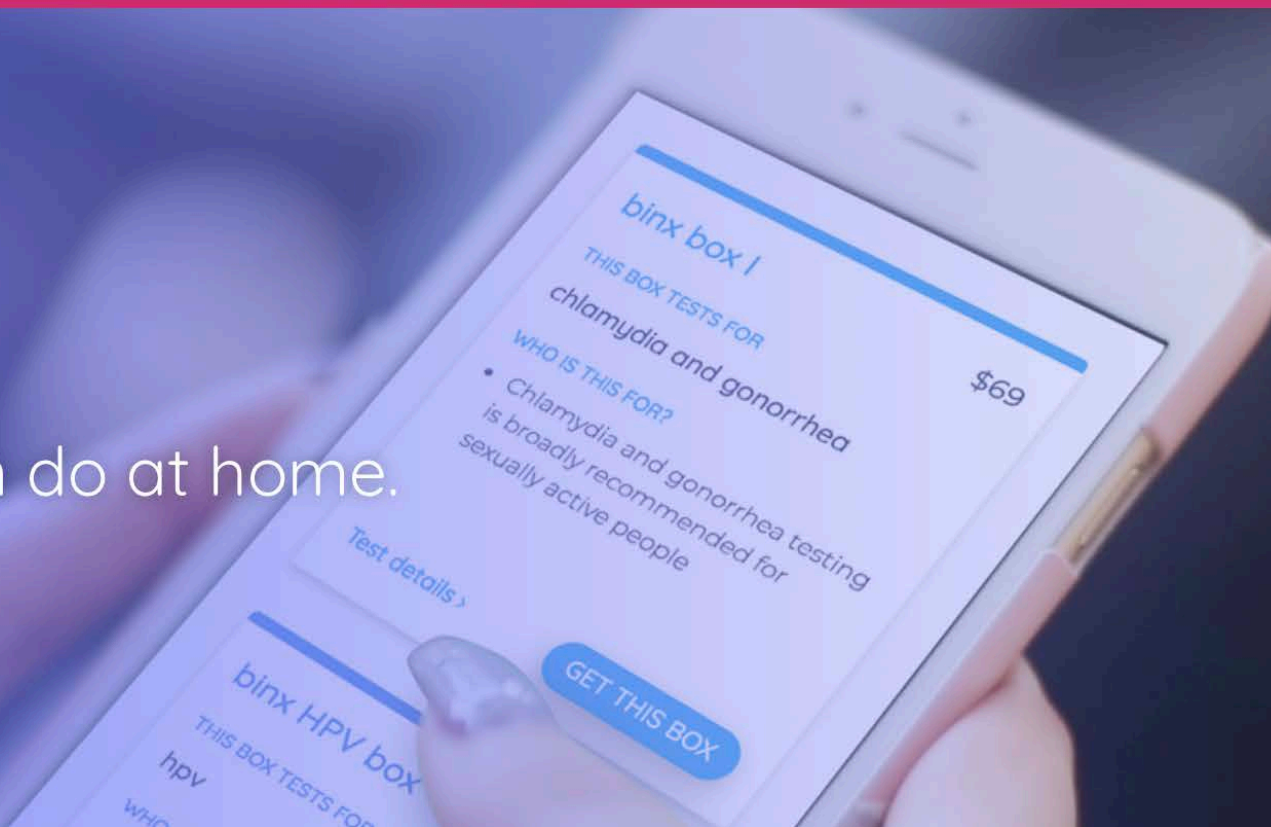 binx box I
THIS BOX TESTS FOR
chlamydia and gonorrhea
$69
WHO IS THIS FOR?
• Chlamydia and gonorrhea testing
is broadly recommended for
sexually active people
do at home.
Test details ›
GET THIS BOX
binx HPV box
THIS BOX TESTS FOR
hpv
WHO